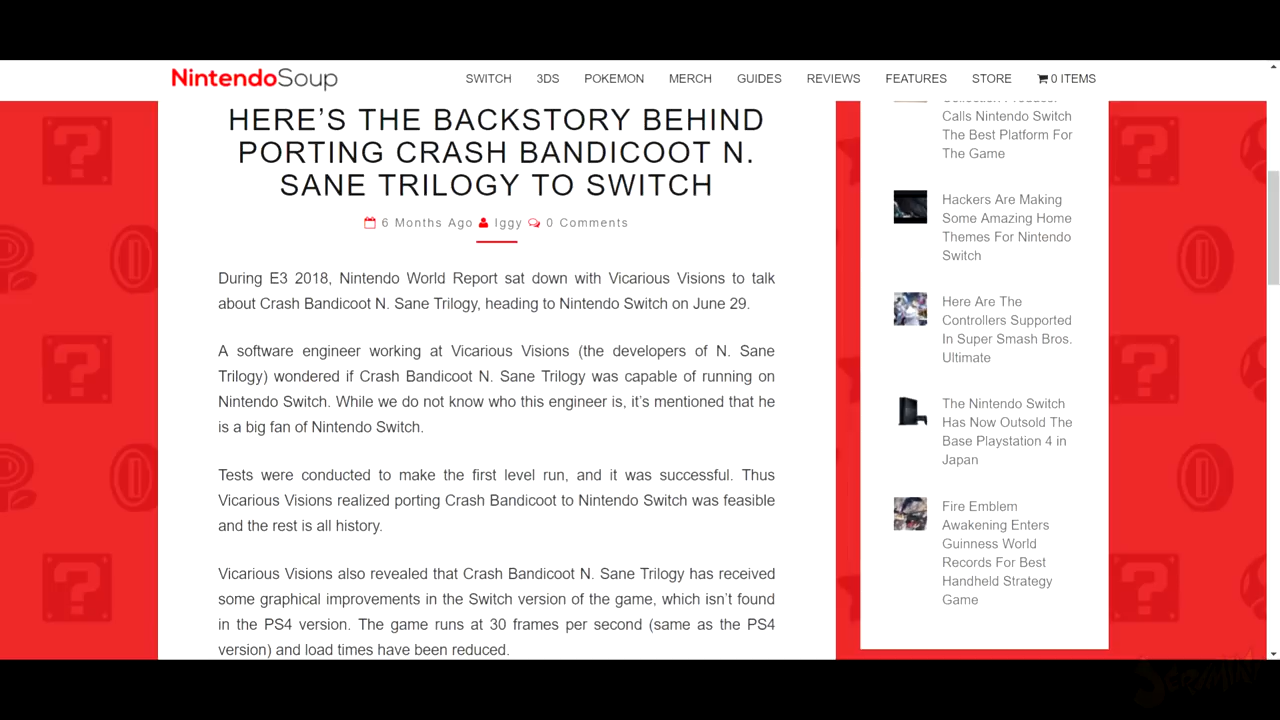 NintendoSoup
SWITCH 3DS POKEMON MERCH GUIDES REVIEWS FEATURES STORE 0 ITEMS
HERE'S THE BACKSTORY BEHIND
PORTING CRASH BANDICOOT N.
SANE TRILOGY TO SWITCH
6 Months Ago Iggy 0 Comments
During E3 2018, Nintendo World Report sat down with Vicarious Visions to talk
about Crash Bandicoot N. Sane Trilogy, heading to Nintendo Switch on June 29.
A software engineer working at Vicarious Visions (the developers of N. Sane
Trilogy) wondered if Crash Bandicoot N. Sane Trilogy was capable of running on
Nintendo Switch. While we do not know who this engineer is, it's mentioned that he
is a big fan of Nintendo Switch.
Tests were conducted to make the first level run, and it was successful. Thus
Vicarious Visions realized porting Crash Bandicoot to Nintendo Switch was feasible
and the rest is all history.
Vicarious Visions also revealed that Crash Bandicoot N. Sane Trilogy has received
some graphical improvements in the Switch version of the game, which isn't found
in the PS4 version. The game runs at 30 frames per second (same as the PS4
version) and load times have been reduced.
Calls Nintendo Switch
The Best Platform For
The Game
Hackers Are Making
Some Amazing Home
Themes For Nintendo
Switch
Here Are The
Controllers Supported
In Super Smash Bros.
Ultimate
The Nintendo Switch
Has Now Outsold The
Base Playstation 4 in
Japan
Fire Emblem
Awakening Enters
Guinness World
Records For Best
Handheld Strategy
Game